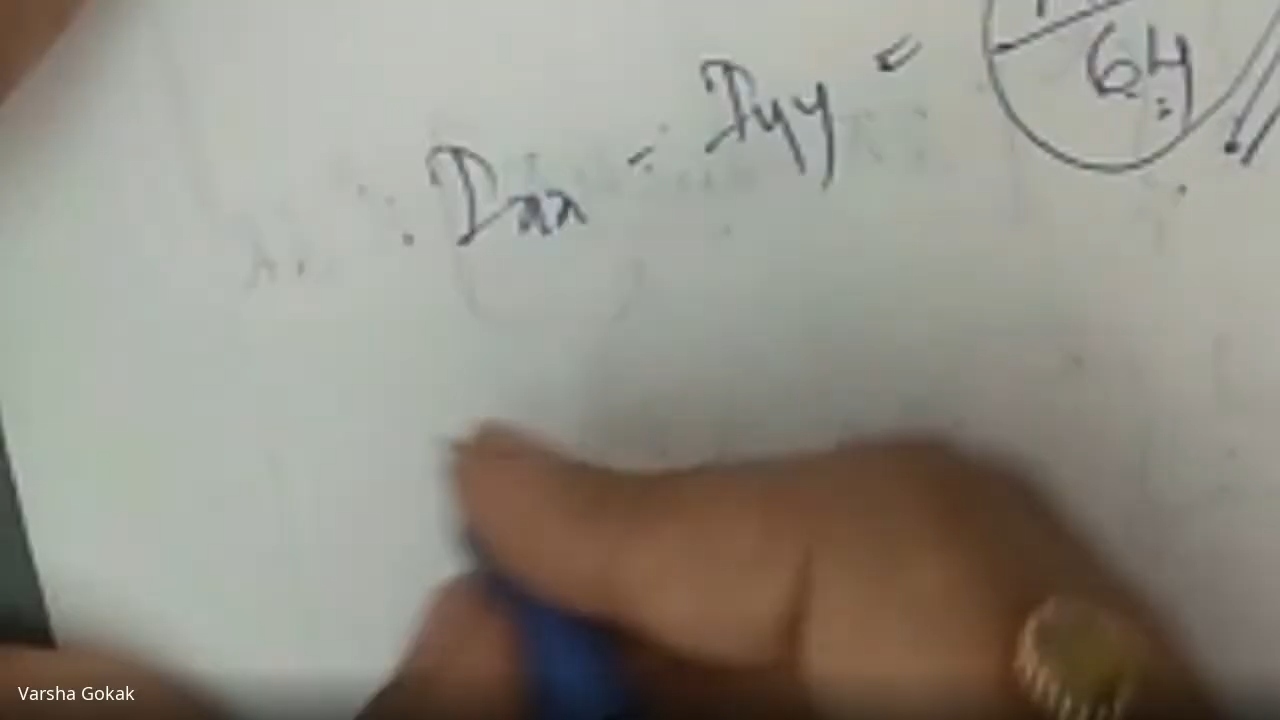 ∴ Ixx = Iyy = 64
Varsha Gokak